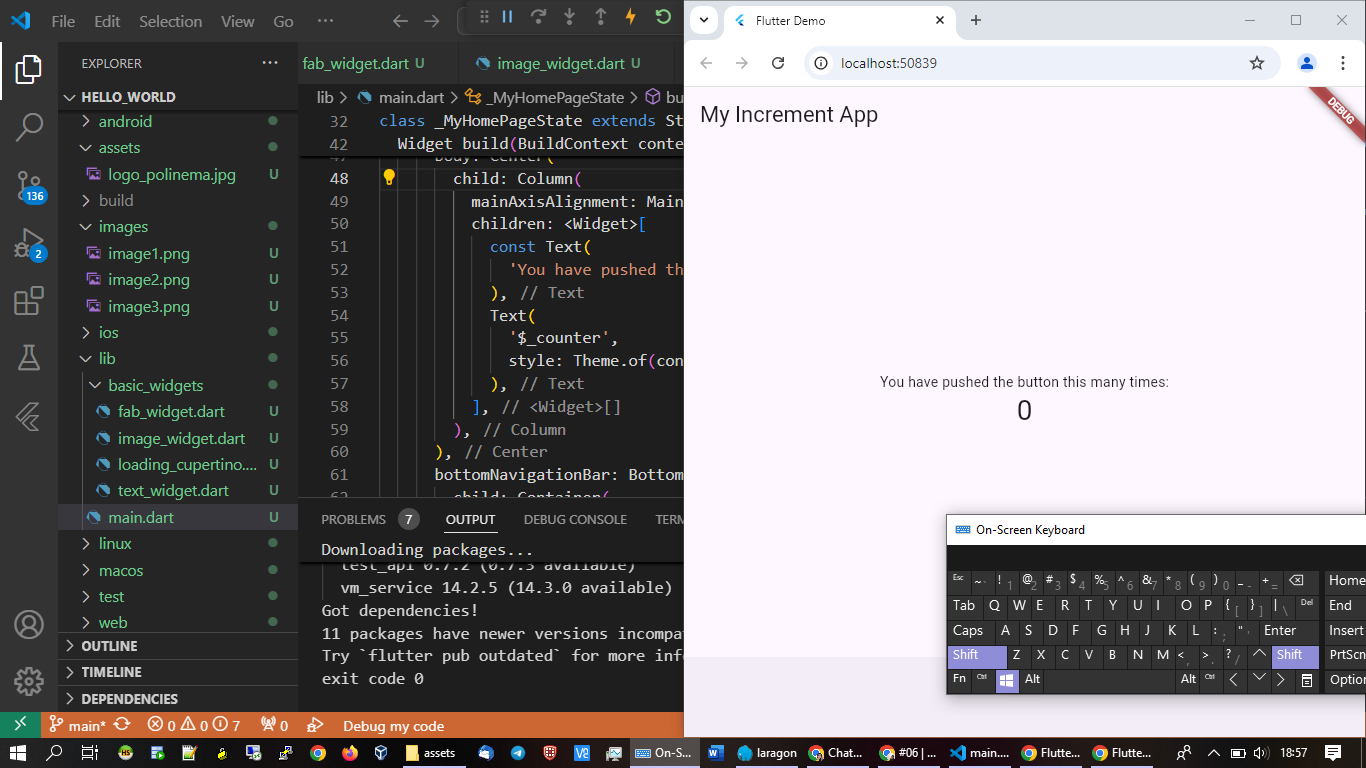 File Edit Selection View Go ...
EXPLORER
HELLO_WORLD
android
assets
logo_polinema.jpg U
build
images
image1.png U
image2.png U
image3.png U
ios
lib
basic_widgets
fab_widget.dart U
image_widget.dart U
loading_cupertino.... U
text_widget.dart U
main.dart U
linux
macos
test
web
OUTLINE
TIMELINE
DEPENDENCIES
136
2
fab_widget.dart U
image_widget.dart U
lib > main.dart > _MyHomePageState > bu
32 class _MyHomePageState extends St
42 Widget build(BuildContext conte
47 body: Center(
48 child: Column(
49 mainAxisAlignment: Main
50 children: <Widget>[
51 const Text(
52 'You have pushed th
53 ), // Text
54 Text(
55 '$_counter',
56 style: Theme.of(con
57 ), // Text
58 ], // <Widget>[]
59 ), // Column
60 ), // Center
61 bottomNavigationBar: Bottom
62 child: Container(
PROBLEMS 7 OUTPUT DEBUG CONSOLE TERM
Downloading packages...
test_api 0.7.2 (0.7.3 available)
vm_service 14.2.5 (14.3.0 available)
Got dependencies!
11 packages have newer versions incompa
Try `flutter pub outdated` for more inf
exit code 0
main* 0 0 7 0 Debug my code
Flutter Demo
localhost:50839
My Increment App
DEBUG
You have pushed the button this many times:
0
On-Screen Keyboard
Esc ~ ` ! 1 @ 2 # 3 $ 4 % 5 ^ 6 & 7 * 8 ( 9 ) 0 _ - + = Home
Tab Q W E R T Y U I O P { [ } ] | \ Del End
Caps A S D F G H J K L : ; " ' Enter Insert
Shift Z X C V B N M < , > . ? / Shift PrtScn
Fn Ctrl Alt Alt Ctrl Option
assets On-S... laragon Chat... #06 | ... main.... Flutte... Flutte... 18:57